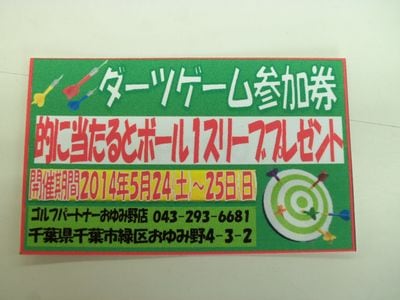 ダーツゲーム参加券
的に当たるとボール1スリーブプレゼント
開催期間 2014年5月24土～25日日
ゴルフパートナーおゆみ野店 043-293-6681
千葉県千葉市緑区おゆみ野4-3-2